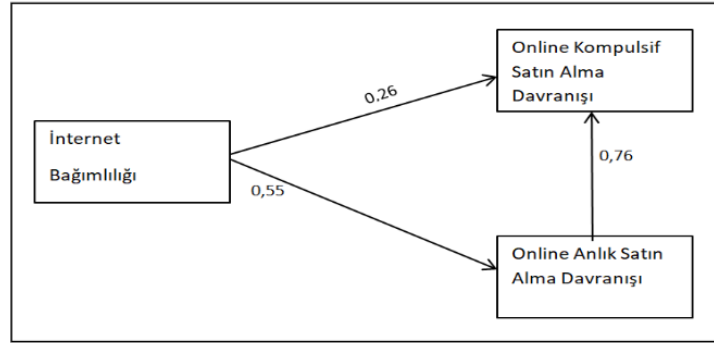 Online Kompulsif
Satın Alma
Davranışı
0,26
İnternet
Bağımlılığı
0,76
0,55
Online Anlık Satın
Alma Davranışı